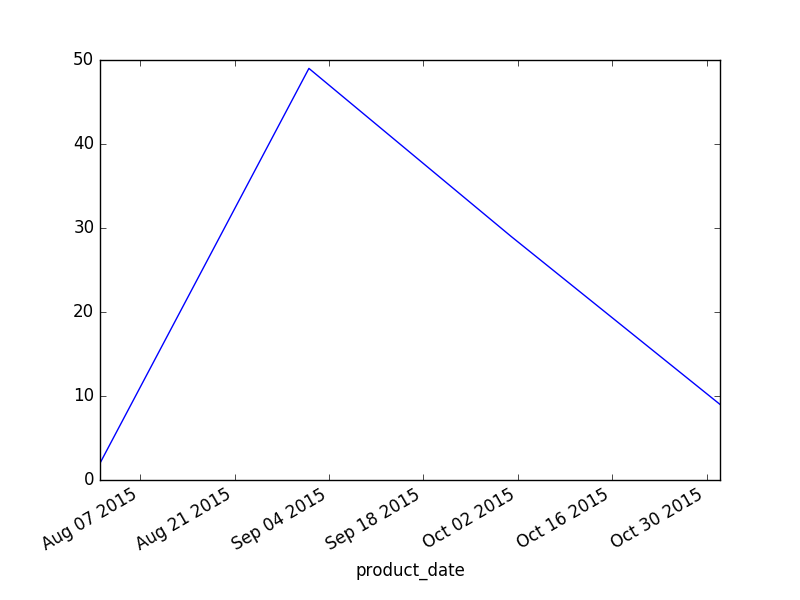 50
40
30
20
10
0
Aug 07 2015
Aug 21 2015
Sep 04 2015
Sep 18 2015
Oct 02 2015
Oct 16 2015
Oct 30 2015
product_date